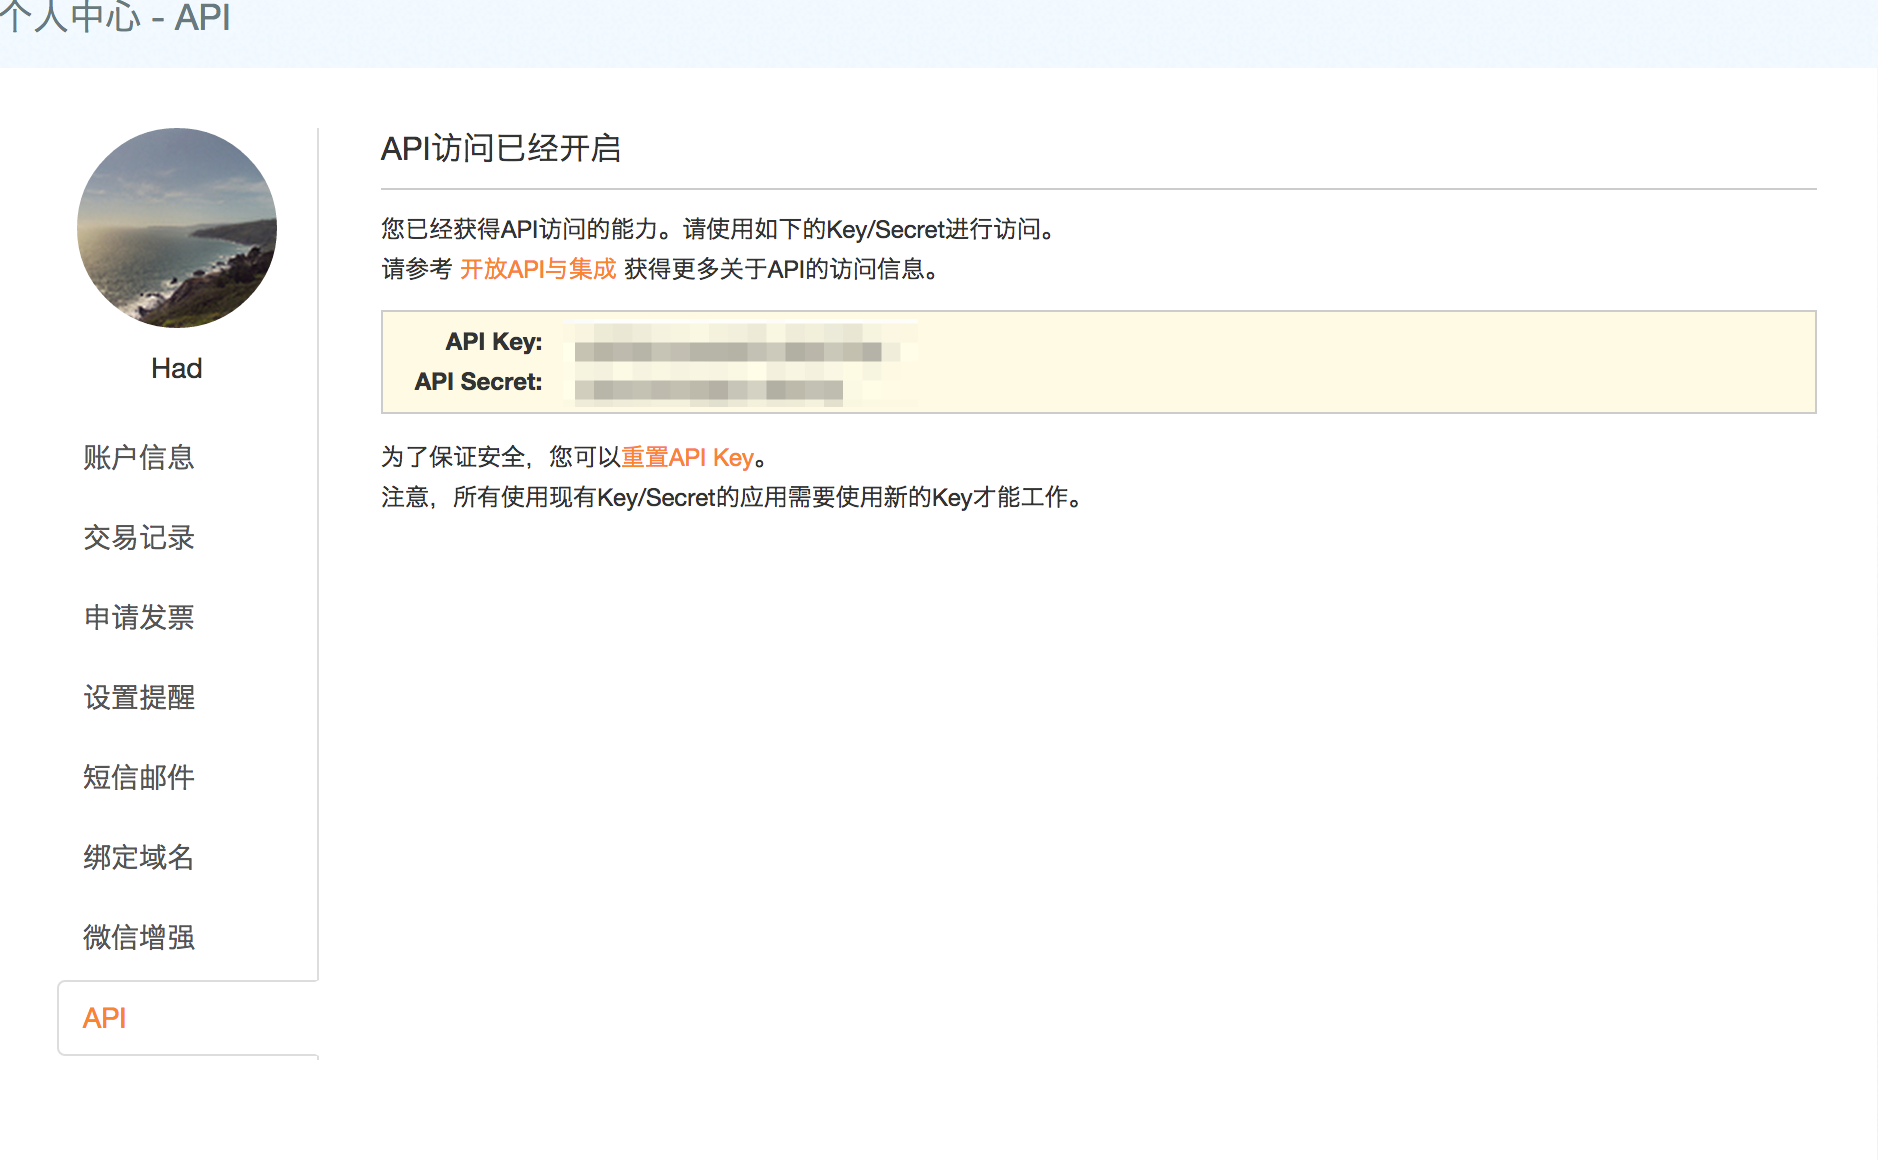 个人中心 - API
Had
账户信息
交易记录
申请发票
设置提醒
短信邮件
绑定域名
微信增强
API
API访问已经开启
您已经获得API访问的能力。请使用如下的Key/Secret进行访问。
请参考 开放API与集成 获得更多关于API的访问信息。
API Key:
API Secret:
为了保证安全，您可以重置API Key。
注意，所有使用现有Key/Secret的应用需要使用新的Key才能工作。